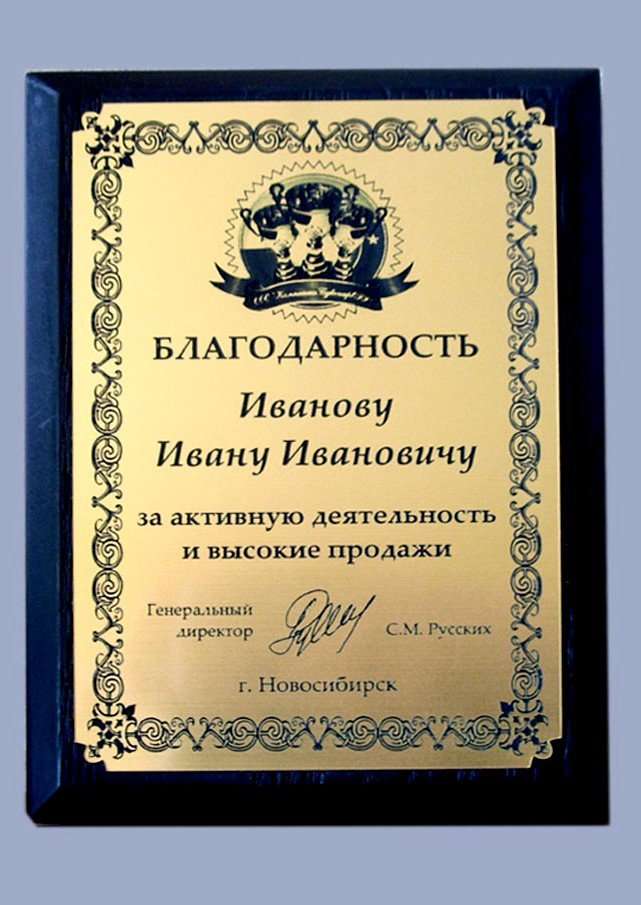 БЛАГОДАРНОСТЬ
Иванову
Ивану Ивановичу
за активную деятельность
и высокие продажи
Генеральный
директор
С.М. Русских
г. Новосибирск